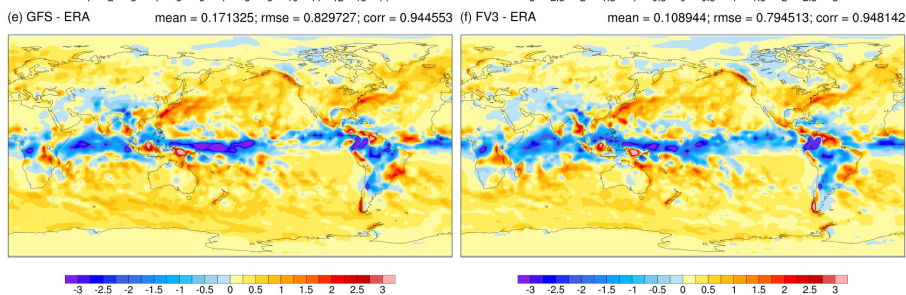 (e) GFS - ERA mean = 0.171325; rmse = 0.829727; corr = 0.944553
(f) FV3 - ERA mean = 0.108944; rmse = 0.794513; corr = 0.948142
-3 -2.5 -2 -1.5 -1 -0.5 0 0.5 1 1.5 2 2.5 3
-3 -2.5 -2 -1.5 -1 -0.5 0 0.5 1 1.5 2 2.5 3